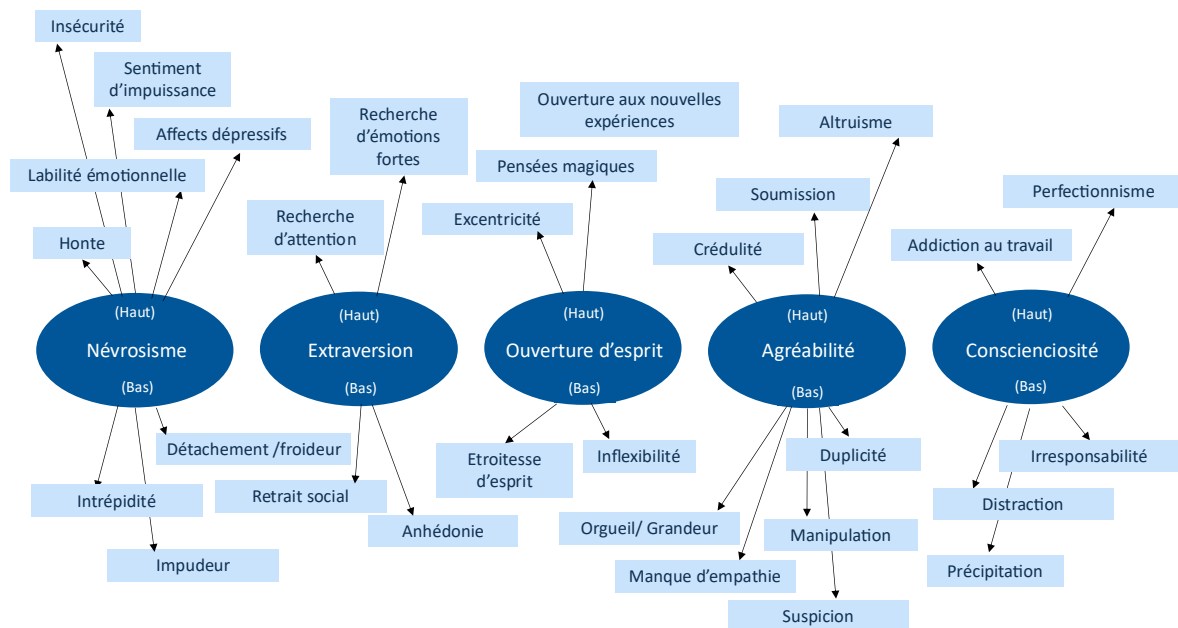 Insécurité
Sentiment
d'impuissance
Affects dépressifs
Labilité émotionnelle
Honte
Recherche
d'émotions
fortes
Recherche
d'attention
Ouverture aux nouvelles
expériences
Pensées magiques
Excentricité
Altruisme
Soumission
Crédulité
Perfectionnisme
Addiction au travail
(Haut)
Névrosisme
(Bas)
(Haut)
Extraversion
(Bas)
(Haut)
Ouverture d'esprit
(Bas)
(Haut)
Agréabilité
(Bas)
(Haut)
Conscienciosité
(Bas)
Détachement /froideur
Intrépidité
Impudeur
Retrait social
Anhédonie
Etroitesse
d'esprit
Inflexibilité
Duplicité
Orgueil/ Grandeur
Manipulation
Manque d'empathie
Suspicion
Irresponsabilité
Distraction
Précipitation